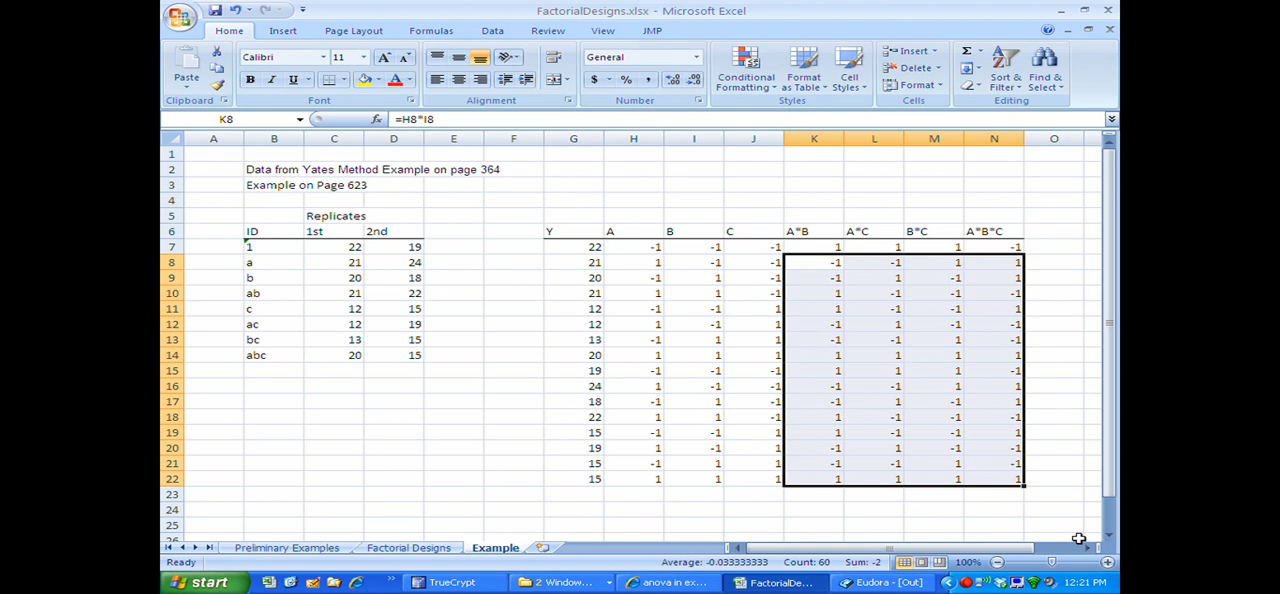 FactorialDesigns.xlsx - Microsoft Excel
Home Insert Page Layout Formulas Data Review View JMP
Paste Calibri 11 General Conditional Formatting Format as Table Cell Styles Insert Delete Format Sort & Filter Find & Select
Clipboard Font Alignment Number Styles Cells Editing
K8 fx =H8*I8
A B C D E F G H I J K L M N O
1
2 Data from Yates Method Example on page 364
3 Example on Page 623
4
5 Replicates
6 ID 1st 2nd Y A B C A*B A*C B*C A*B*C
7 1 22 19 22 -1 -1 -1 1 1 1 -1
8 a 21 24 21 1 -1 -1 -1 -1 1 1
9 b 20 18 20 -1 1 -1 -1 1 -1 1
10 ab 21 22 21 1 1 -1 1 -1 -1 -1
11 c 12 15 12 -1 -1 1 1 -1 -1 1
12 ac 12 19 12 1 -1 1 -1 1 -1 -1
13 bc 13 15 13 -1 1 1 -1 -1 1 -1
14 abc 20 15 20 1 1 1 1 1 1 1
15 19 -1 -1 -1 1 1 1 -1
16 24 1 -1 -1 -1 -1 1 1
17 18 -1 1 -1 -1 1 -1 1
18 22 1 1 -1 1 -1 -1 -1
19 15 -1 -1 1 1 -1 -1 1
20 19 1 -1 1 -1 1 -1 -1
21 15 -1 1 1 -1 -1 1 -1
22 15 1 1 1 1 1 1 1
23
24
25
Preliminary Examples Factorial Designs Example
Ready Average: -0.033333333 Count: 60 Sum: -2 100%
start TrueCrypt 2 Window... anova in ex... FactorialDe... Eudora - [Out] 12:21 PM